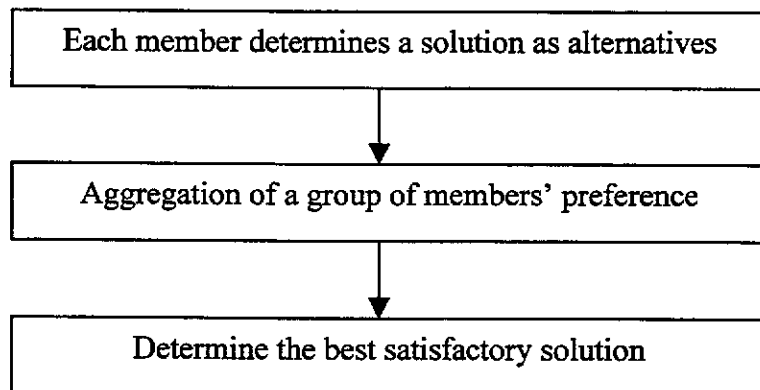 Each member determines a solution as alternatives
Aggregation of a group of members' preference
Determine the best satisfactory solution